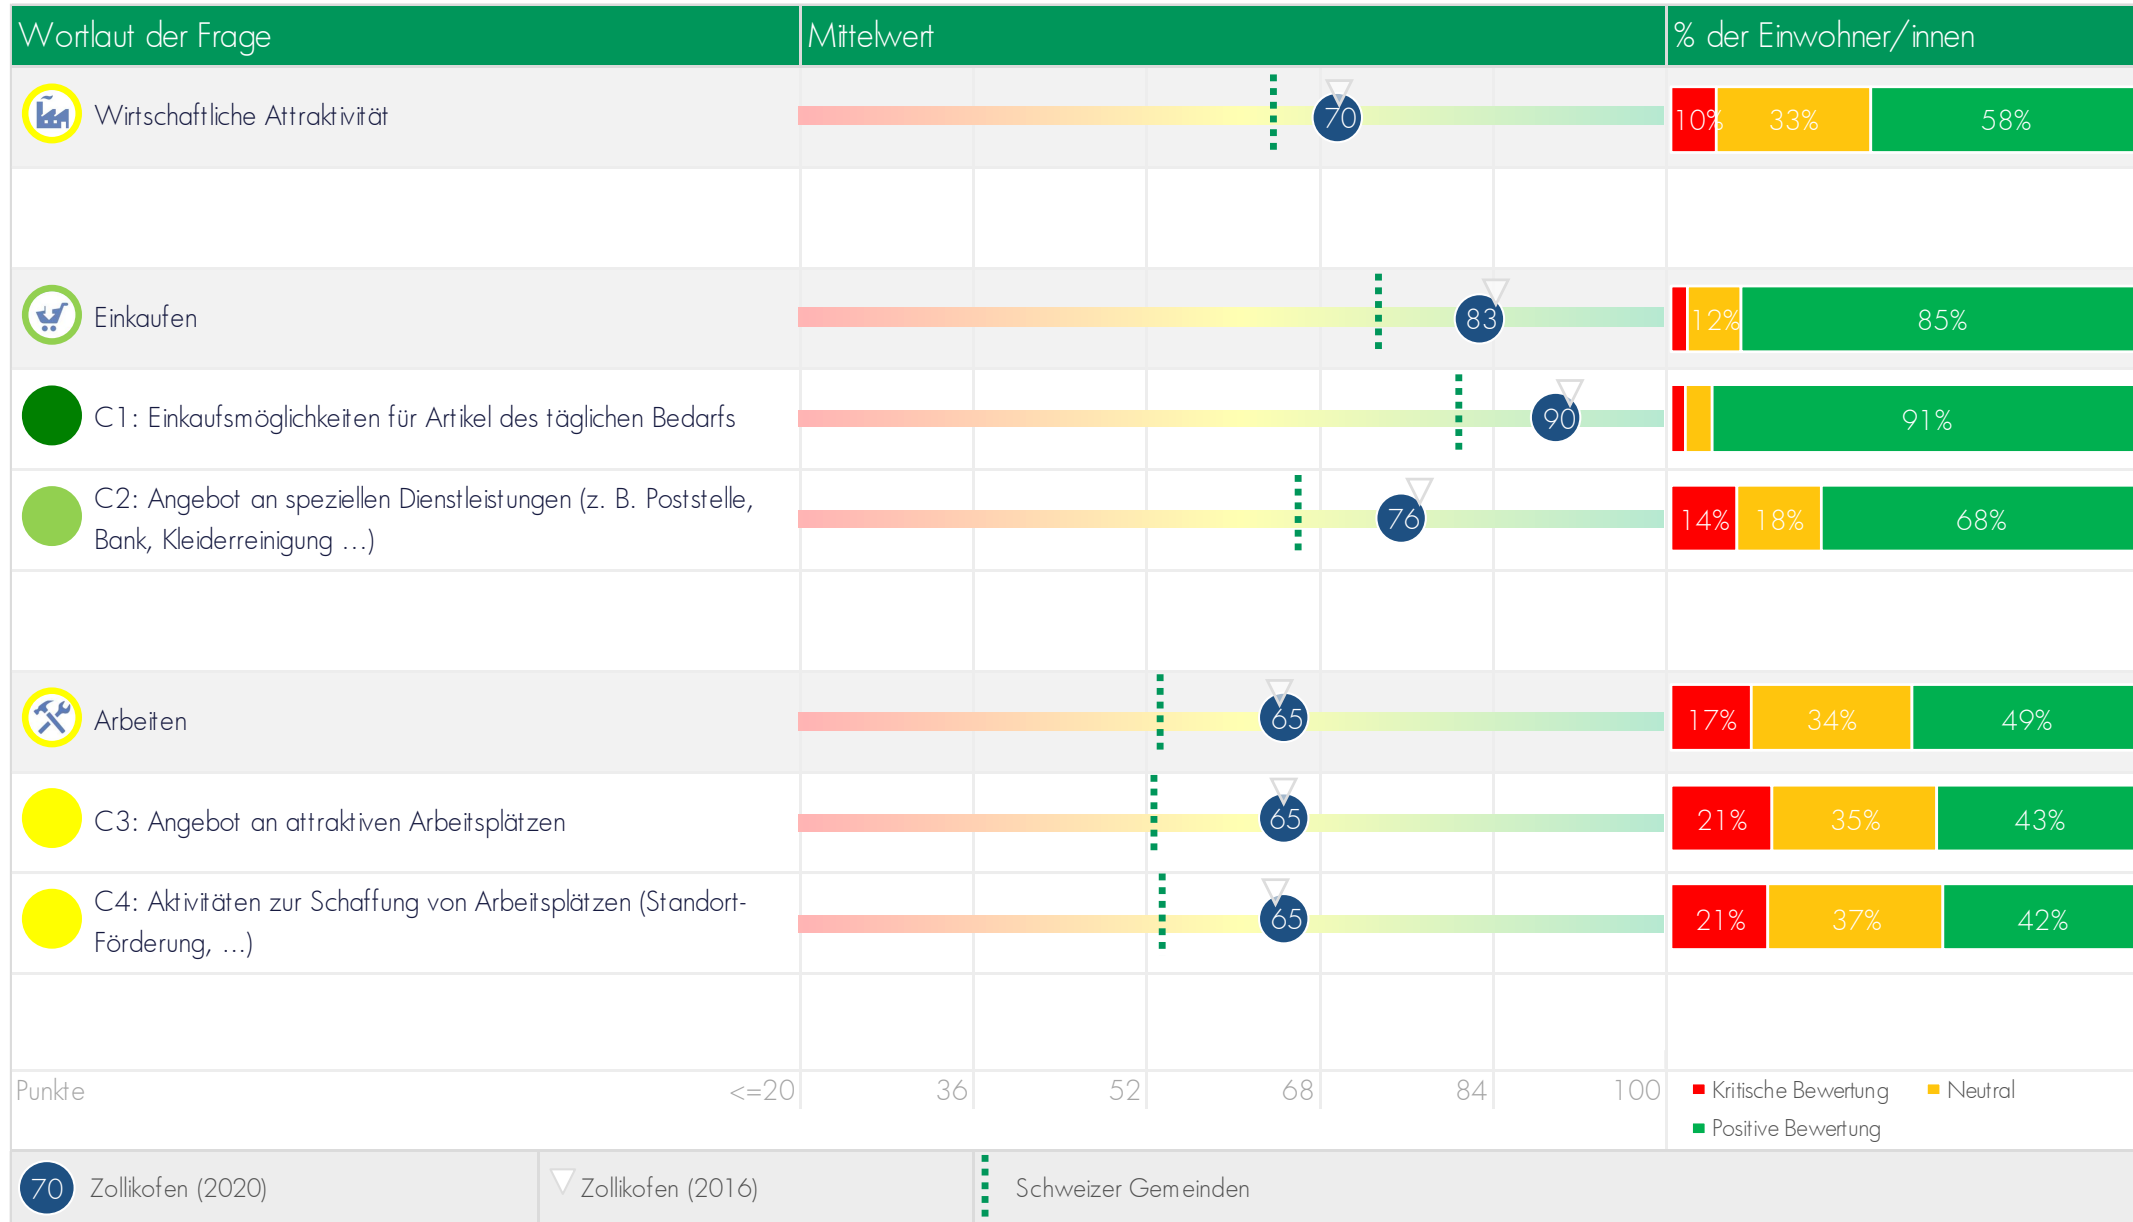 Wortlaut der Frage
Mittelwert
% der Einwohner/innen
Wirtschaftliche Attraktivität
70
10%
33%
58%
Einkaufen
83
12%
85%
C1: Einkaufsmöglichkeiten für Artikel des täglichen Bedarfs
90
91%
C2: Angebot an speziellen Dienstleistungen (z. B. Poststelle,
Bank, Kleiderreinigung ...)
76
14%
18%
68%
Arbeiten
65
17%
34%
49%
C3: Angebot an attraktiven Arbeitsplätzen
65
21%
35%
43%
C4: Aktivitäten zur Schaffung von Arbeitsplätzen (Standort-
Förderung, ...)
65
21%
37%
42%
Punkte
<=20
36
52
68
84
100
Kritische Bewertung
Neutral
Positive Bewertung
70
Zollikofen (2020)
Zollikofen (2016)
Schweizer Gemeinden